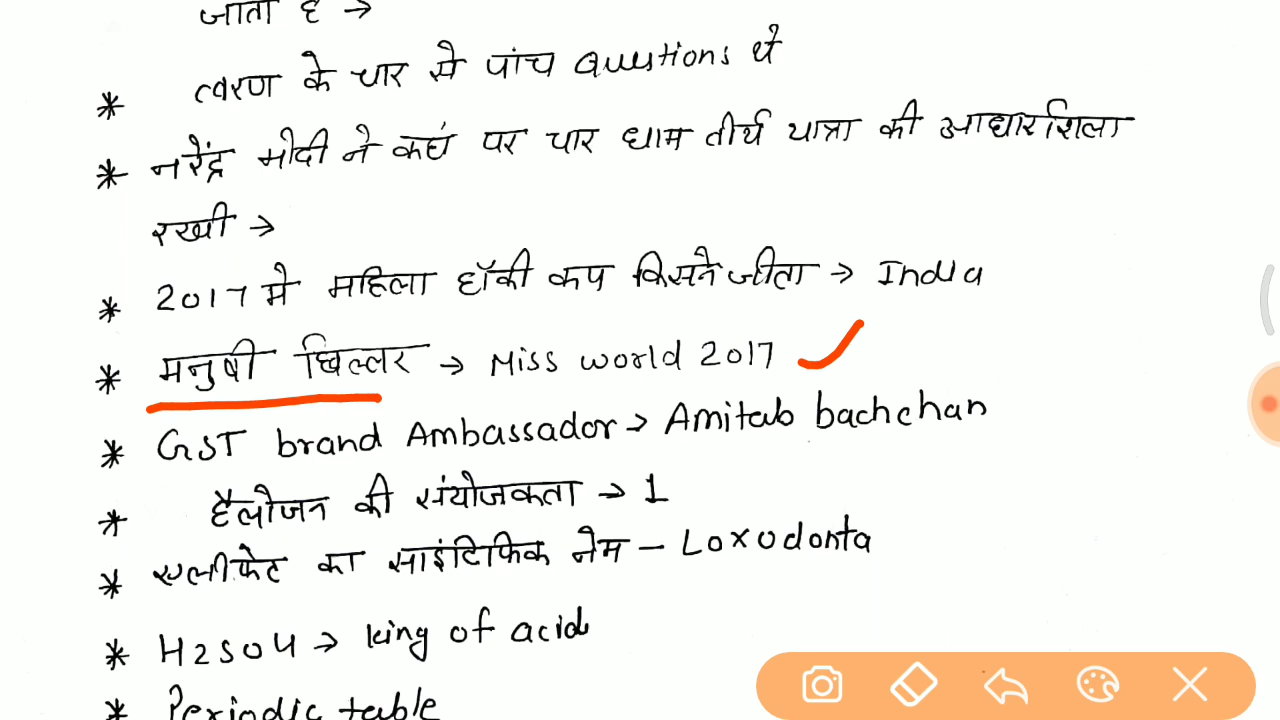 जाता है →
* त्वरण के चार से पांच Questions थे
* नरेंद्र मोदी ने कहां पर चार धाम तीर्थ यात्रा की आधारशिला
रखी →
* 2017 मे महिला हॉकी कप किसने जीता → India
* मनुषी छिल्लर → Miss world 2017
* GST brand Ambassador → Amitab bachchan
* हैलोजन की संयोजकता → 1
* एलीफेट का साइंटिफिक नेम – Loxodonta
* H2SO4 → king of acid
* Periodic table